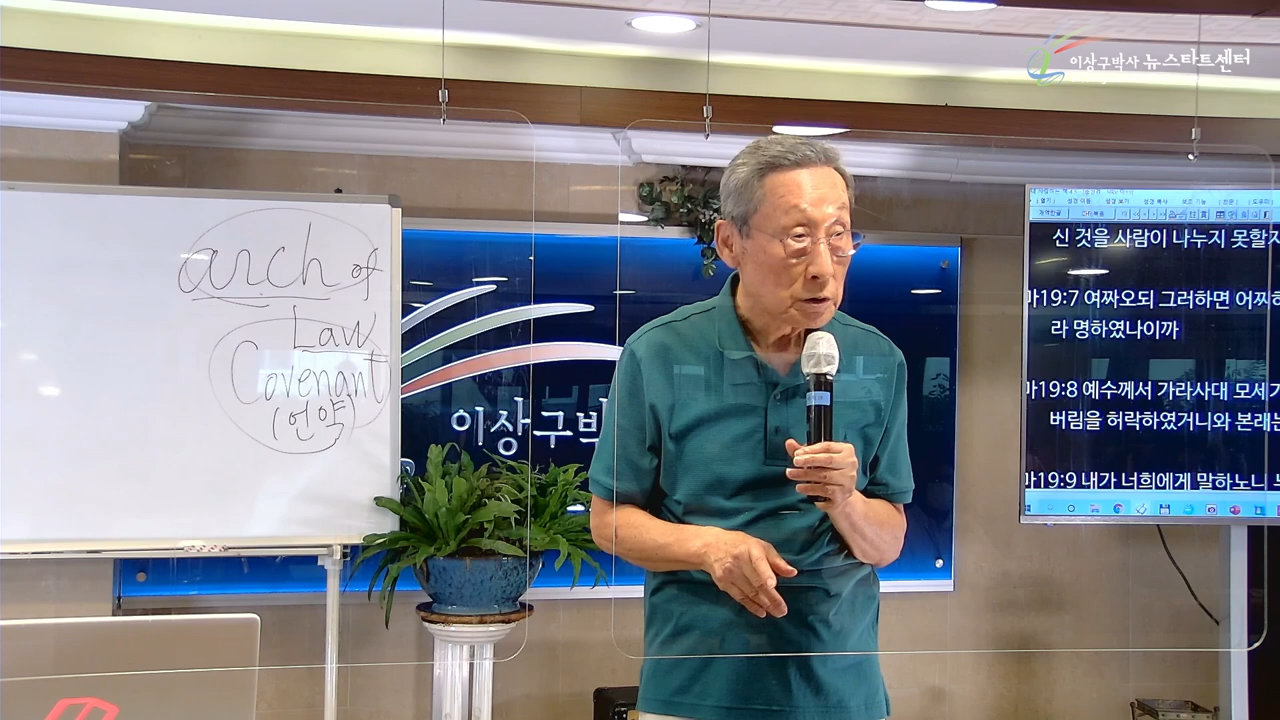 이상구박사 뉴스타트센터
arch of
Law
Covenant
(언약)
이상구박
신 것을 사람이 나누지 못할지
마19:7 여짜오되 그러하면 어찌하
라 명하였나이까
마19:8 예수께서 가라사대 모세가
버림을 허락하였거니와 본래는
마19:9 내가 너희에게 말하노니 누